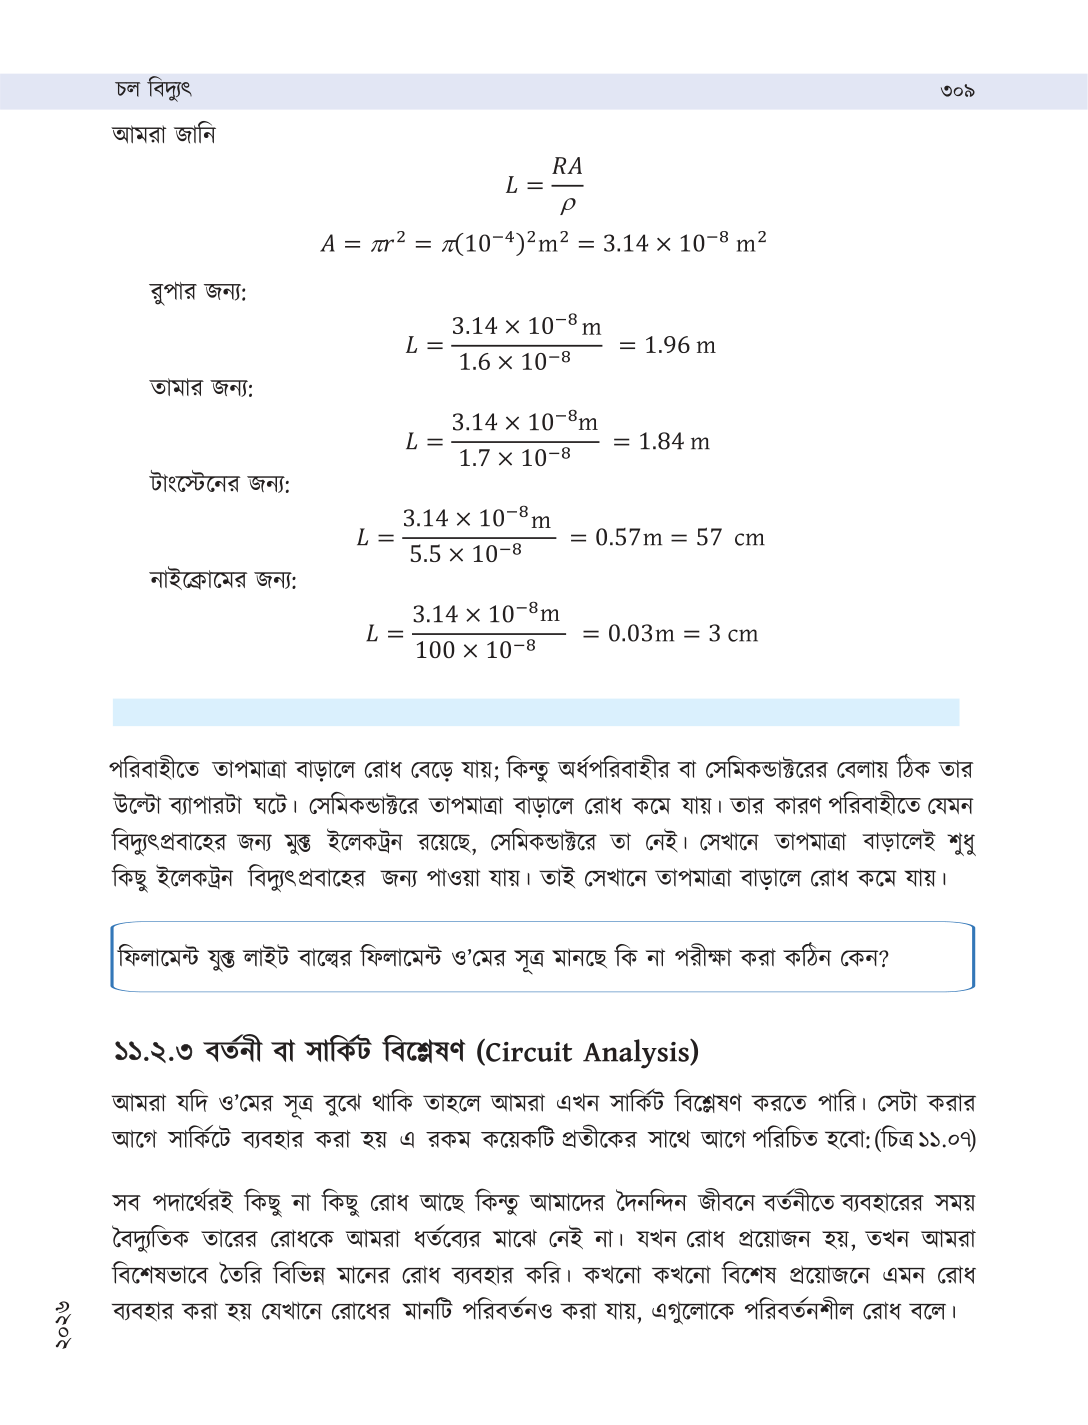 চল বিদ্যুৎ ৩০৯
আমরা জানি
L = RA / ρ
A = πr² = π(10⁻⁴)²m² = 3.14 × 10⁻⁸ m²
রুপার জন্য:
L = 3.14 × 10⁻⁸ m / 1.6 × 10⁻⁸ = 1.96 m
তামার জন্য:
L = 3.14 × 10⁻⁸m / 1.7 × 10⁻⁸ = 1.84 m
টাংস্টেনের জন্য:
L = 3.14 × 10⁻⁸m / 5.5 × 10⁻⁸ = 0.57m = 57 cm
নাইক্রোমের জন্য:
L = 3.14 × 10⁻⁸m / 100 × 10⁻⁸ = 0.03m = 3 cm
পরিবাহীতে তাপমাত্রা বাড়ালে রোধ বেড়ে যায়; কিন্তু অর্ধপরিবাহীর বা সেমিকন্ডাক্টরের বেলায় ঠিক তার
উল্টো ব্যাপারটা ঘটে। সেমিকন্ডাক্টরে তাপমাত্রা বাড়ালে রোধ কমে যায়। তার কারণ পরিবাহীতে যেমন
বিদ্যুৎপ্রবাহের জন্য মুক্ত ইলেকট্রন রয়েছে, সেমিকন্ডাক্টরে তা নেই। সেখানে তাপমাত্রা বাড়ালেই শুধু
কিছু ইলেকট্রন বিদ্যুৎপ্রবাহের জন্য পাওয়া যায়। তাই সেখানে তাপমাত্রা বাড়ালে রোধ কমে যায়।
ফিলামেন্ট যুক্ত লাইট বাল্বের ফিলামেন্ট ও’মের সূত্র মানছে কি না পরীক্ষা করা কঠিন কেন?
১১.২.৩ বর্তনী বা সার্কিট বিশ্লেষণ (Circuit Analysis)
আমরা যদি ও’মের সূত্র বুঝে থাকি তাহলে আমরা এখন সার্কিট বিশ্লেষণ করতে পারি। সেটা করার
আগে সার্কিটে ব্যবহার করা হয় এ রকম কয়েকটি প্রতীকের সাথে আগে পরিচিত হবো: (চিত্র ১১.০৭)
সব পদার্থেরই কিছু না কিছু রোধ আছে কিন্তু আমাদের দৈনন্দিন জীবনে বর্তনীতে ব্যবহারের সময়
বৈদ্যুতিক তারের রোধকে আমরা ধর্তব্যের মাঝে নেই না। যখন রোধ প্রয়োজন হয়, তখন আমরা
বিশেষভাবে তৈরি বিভিন্ন মানের রোধ ব্যবহার করি। কখনো কখনো বিশেষ প্রয়োজনে এমন রোধ
ব্যবহার করা হয় যেখানে রোধের মানটি পরিবর্তনও করা যায়, এগুলোকে পরিবর্তনশীল রোধ বলে।
২০২৬